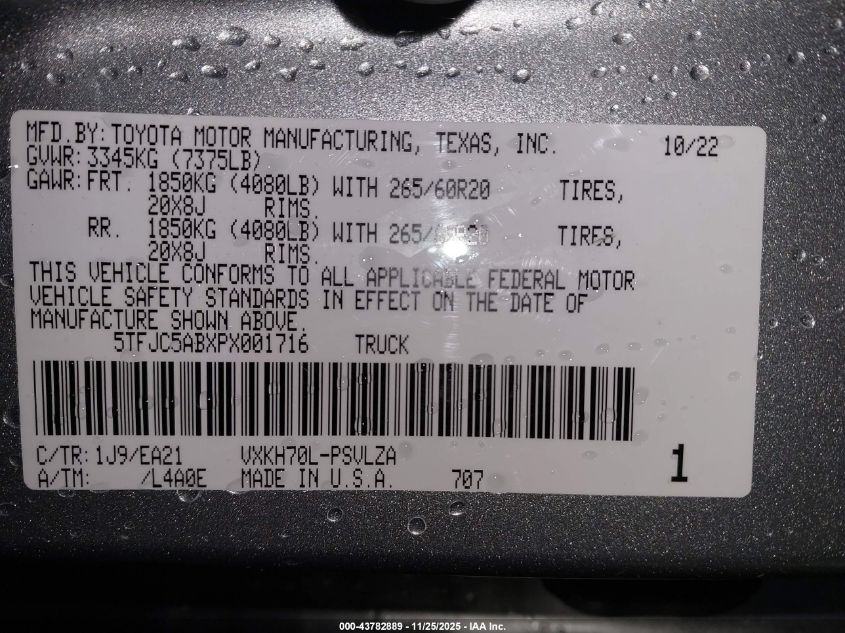 MFD.BY:TOYOTA MOTOR MANUFACTURING, TEXAS, INC. 10/22
GVWR:3345KG (7375LB)
GAWR:FRT. 1850KG (4080LB) WITH 265/60R20 TIRES,
20X8J RIMS.
RR. 1850KG (4080LB) WITH 265/60R20 TIRES,
20X8J RIMS.
THIS VEHICLE CONFORMS TO ALL APPLICABLE FEDERAL MOTOR
VEHICLE SAFETY STANDARDS IN EFFECT ON THE DATE OF
MANUFACTURE SHOWN ABOVE.
5TFJC5ABXPX001716 TRUCK
C/TR:1J9/EA21 VXKH70L-PSVLZA
A/TM: /L4A0E MADE IN U.S.A. 707 1
000-43782889 - 11/25/2025 - IAA Inc.